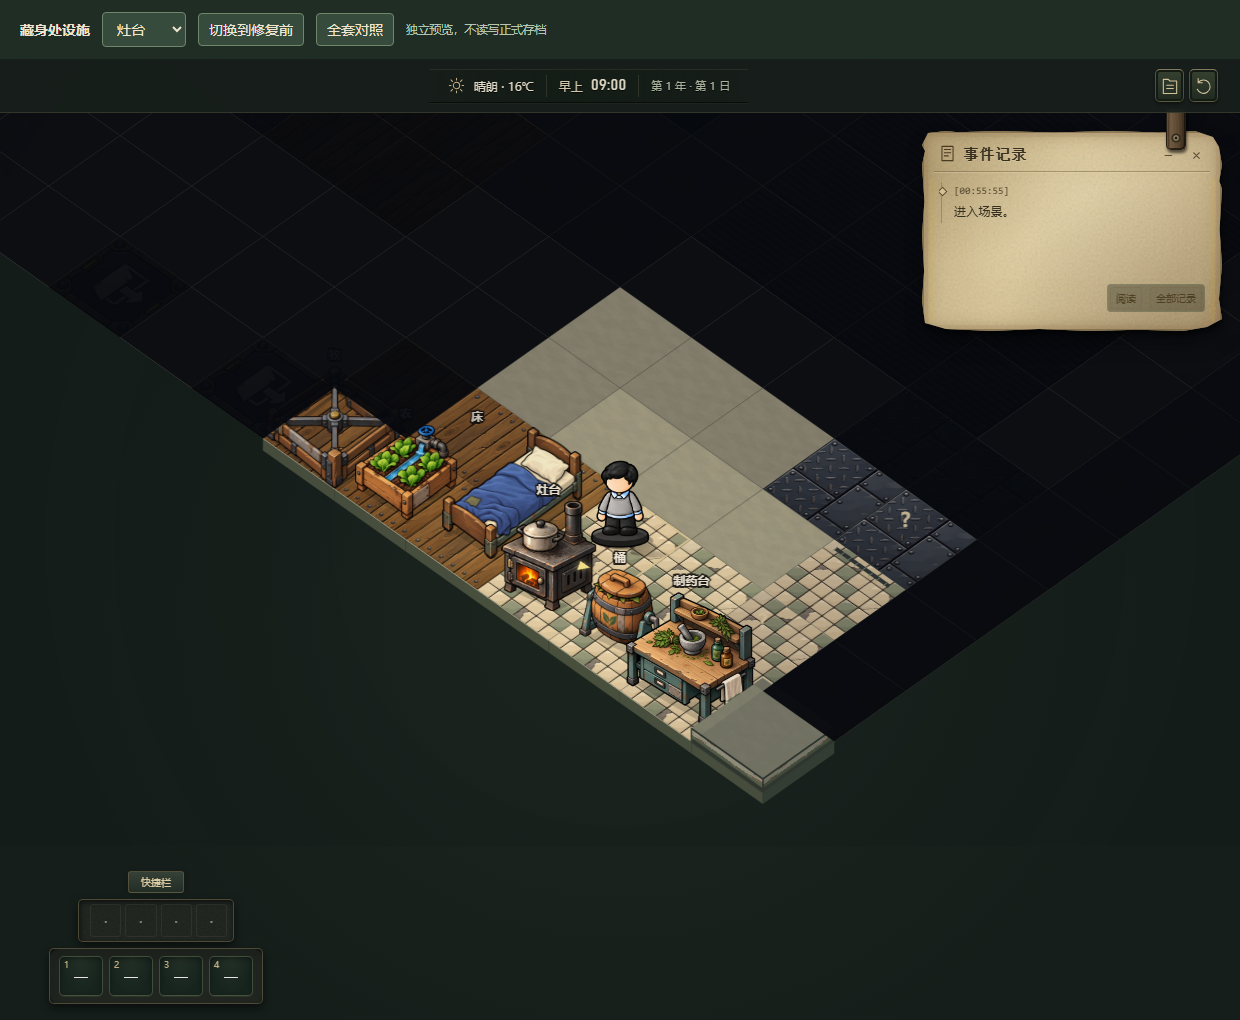 藏身处设施 灶台 切换到修复前 全套对照 独立预览，不读写正式存档
晴朗 · 16℃ 早上 09:00 第 1 年 · 第 1 日
事件记录
[00:55:55]
进入场景。
阅读 全部记录
床
灶台
?
桶
制药台
快捷栏
1 2 3 4